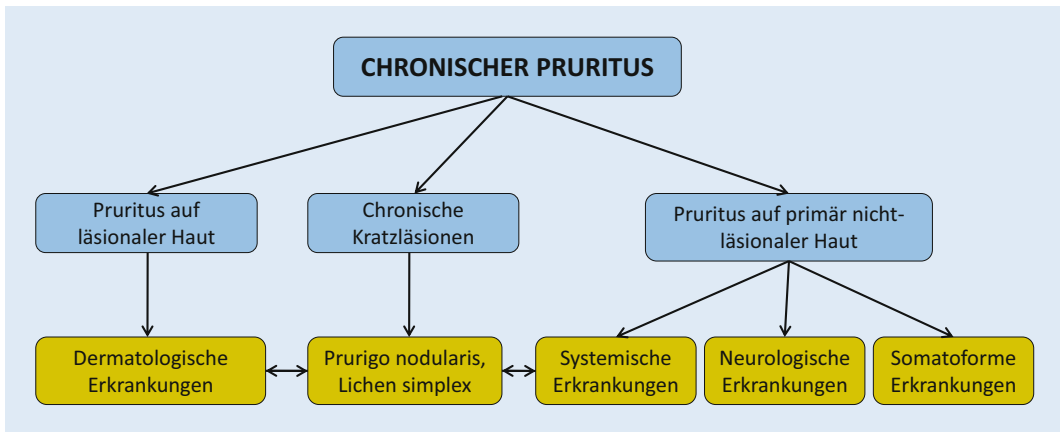 CHRONISCHER PRURITUS
Pruritus auf
läsionaler Haut
Chronische
Kratzläsionen
Pruritus auf primär nicht-
läsionaler Haut
Dermatologische
Erkrankungen
Prurigo nodularis,
Lichen simplex
Systemische
Erkrankungen
Neurologische
Erkrankungen
Somatoforme
Erkrankungen